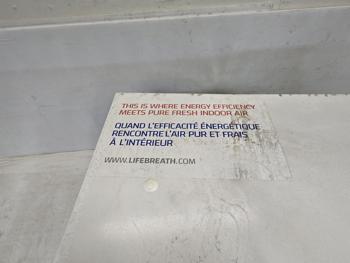 THIS IS WHERE ENERGY EFFICIENCY
MEETS PURE FRESH INDOOR AIR
QUAND L'EFFICACITÉ ÉNERGÉTIQUE
RENCONTRE L'AIR PUR ET FRAIS
À L'INTÉRIEUR
WWW.LIFEBREATH.COM